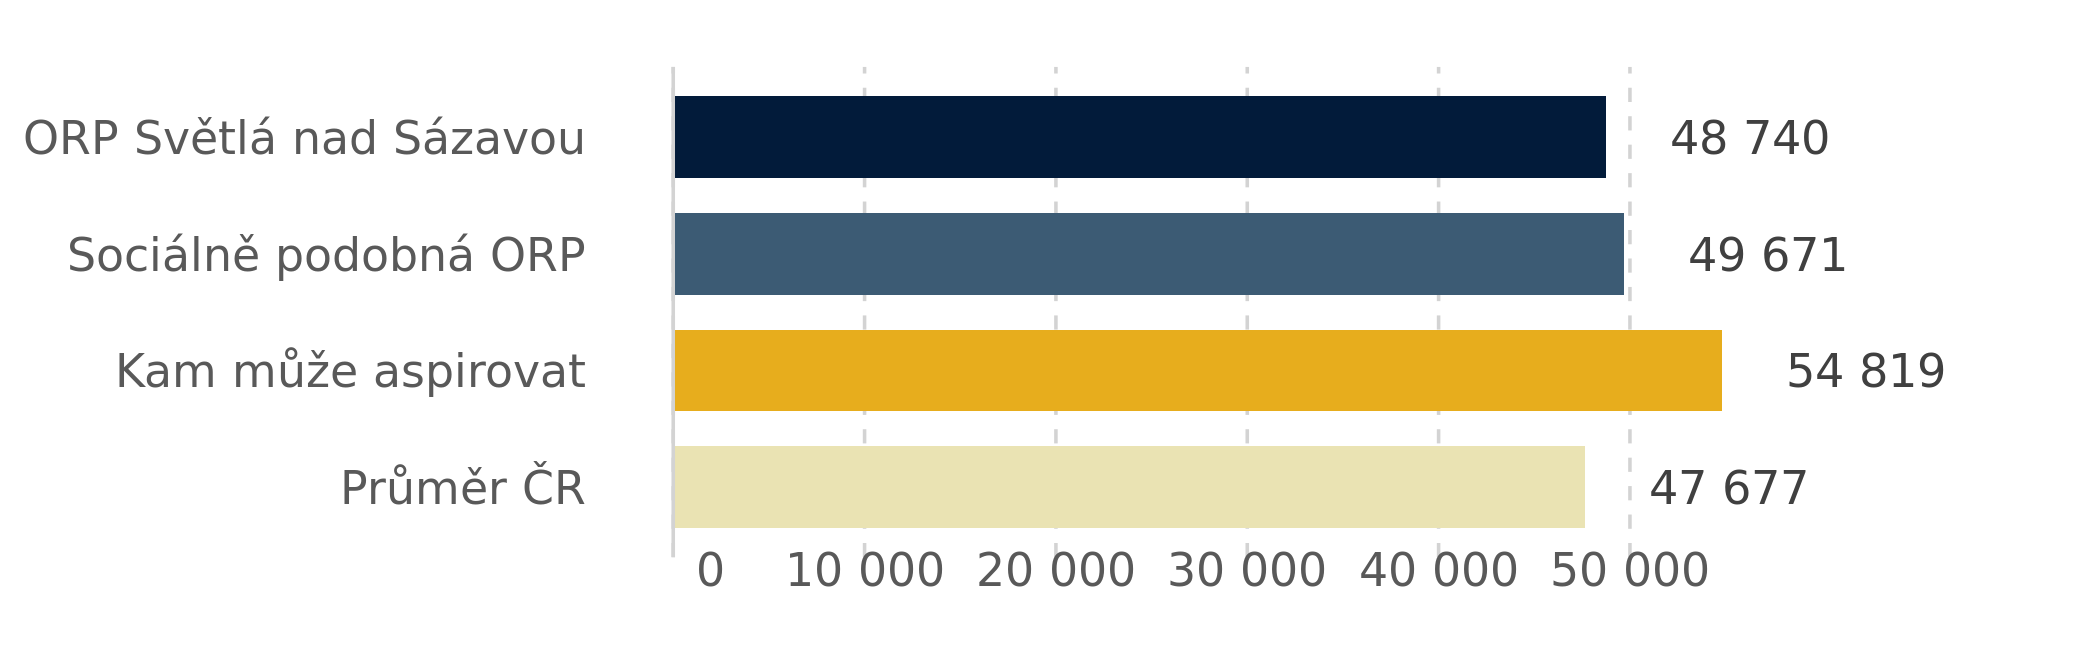 ORP Světlá nad Sázavou 48 740
Sociálně podobná ORP 49 671
Kam může aspirovat 54 819
Průměr ČR 47 677
0 10 000 20 000 30 000 40 000 50 000